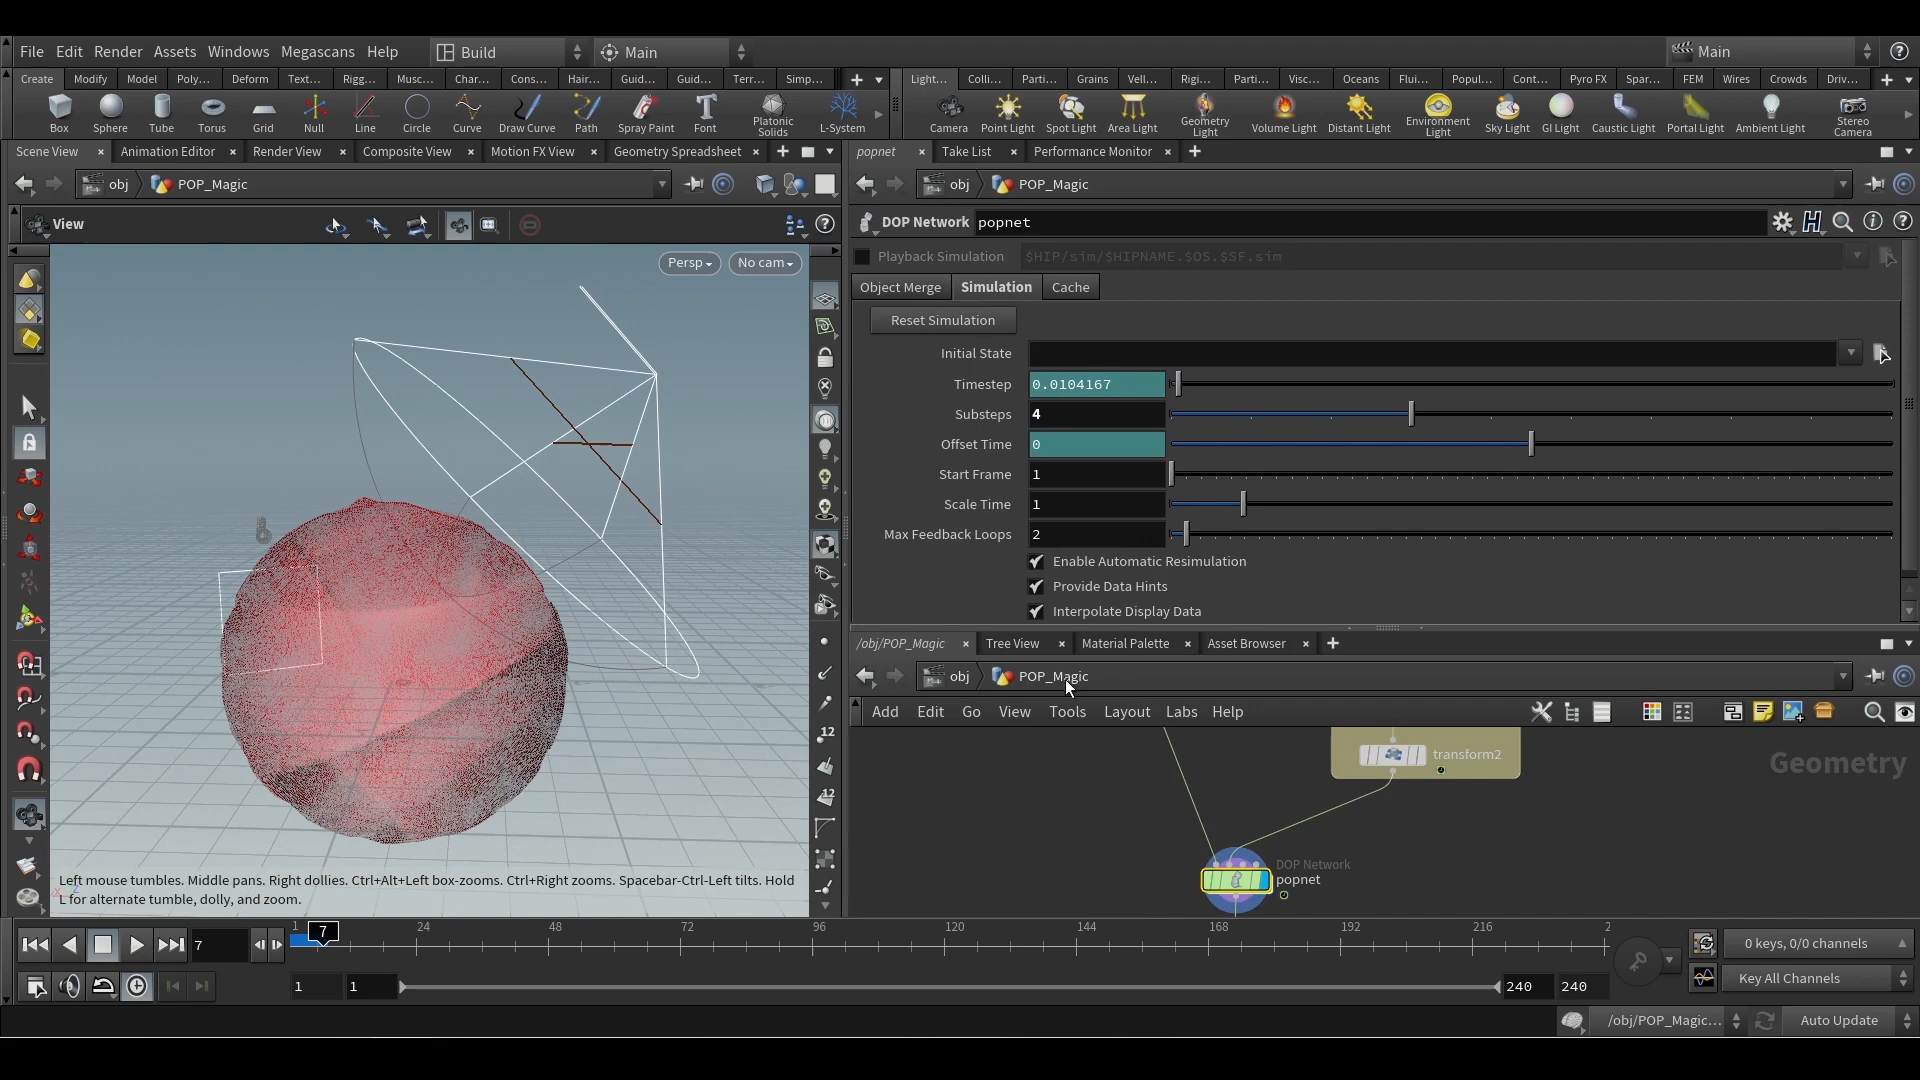 File Edit Render Assets Windows Megascans Help Build Main Main
Create Modify Model Poly... Deform Text... Rigg... Musc... Char... Cons... Hair... Guid... Guid... Terr... Simp... Light... Colli... Parti... Grains Vell... Rigi... Parti... Visc... Oceans Flui... Popul... Cont... Pyro FX Spar... FEM Wires Crowds Driv...
Box Sphere Tube Torus Grid Null Line Circle Curve Draw Curve Path Spray Paint Font Platonic Solids L-System Camera Point Light Spot Light Area Light Geometry Light Volume Light Distant Light Environment Light Sky Light GI Light Caustic Light Portal Light Ambient Light Stereo Camera
Scene View Animation Editor Render View Composite View Motion FX View Geometry Spreadsheet popnet Take List Performance Monitor
obj POP_Magic obj POP_Magic
View DOP Network popnet
Playback Simulation $HIP/sim/$HIPNAME.$OS.$SF.sim
Persp No cam
Object Merge Simulation Cache
Reset Simulation
Initial State
Timestep 0.0104167
Substeps 4
Offset Time 0
Start Frame 1
Scale Time 1
Max Feedback Loops 2
Enable Automatic Resimulation
Provide Data Hints
Interpolate Display Data
/obj/POP_Magic Tree View Material Palette Asset Browser
obj POP_Magic
Add Edit Go View Tools Layout Labs Help
12
12
transform2
Geometry
DOP Network
popnet
Left mouse tumbles. Middle pans. Right dollies. Ctrl+Alt+Left box-zooms. Ctrl+Right zooms. Spacebar-Ctrl-Left tilts. Hold
L for alternate tumble, dolly, and zoom.
7 1 7 24 48 72 96 120 144 168 192 216 2
0 keys, 0/0 channels
1 1 240 240 Key All Channels
/obj/POP_Magic... Auto Update